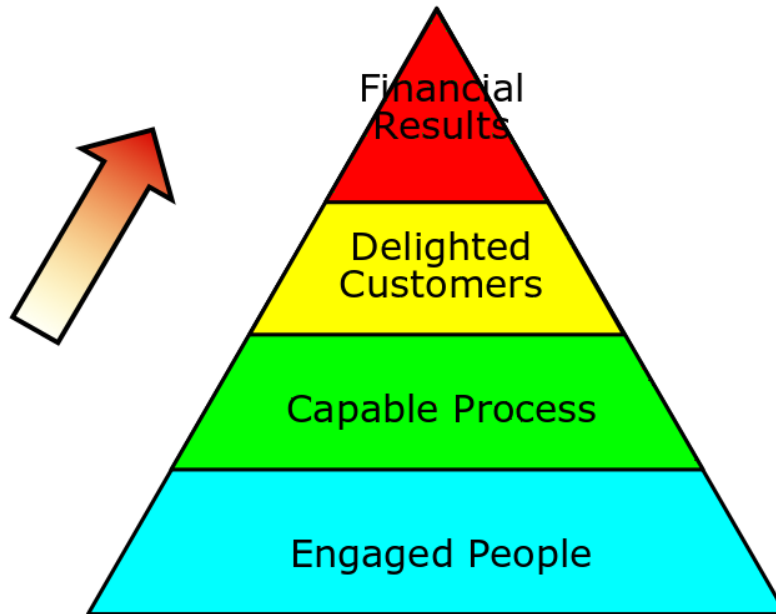 Financial
Results
Delighted
Customers
Capable Process
Engaged People